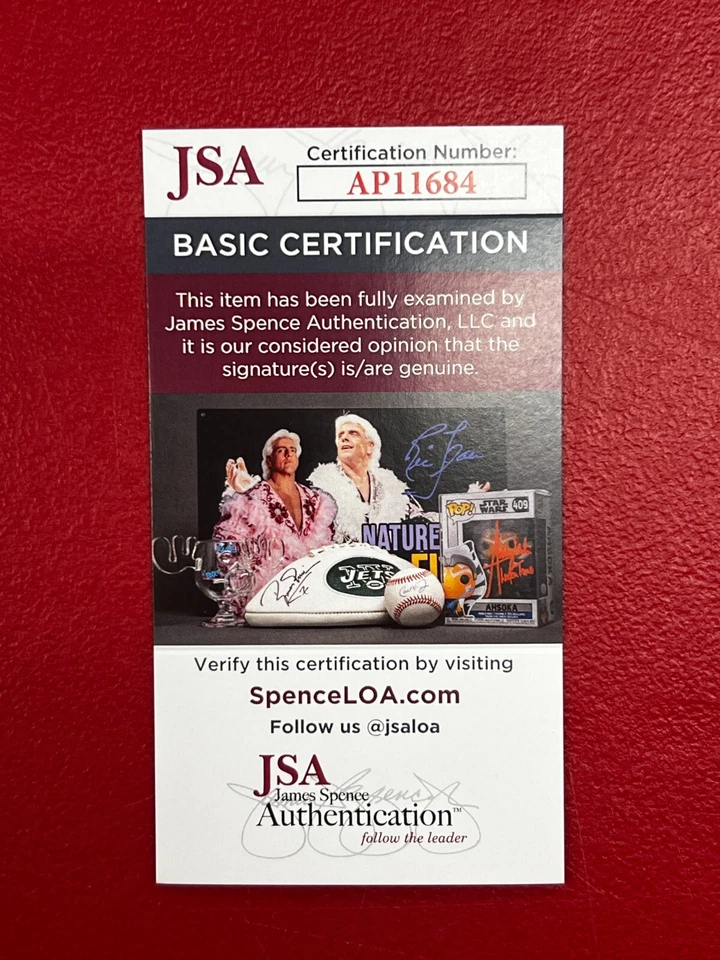 JSA
Certification Number:
AP11684
BASIC CERTIFICATION
This item has been fully examined by
James Spence Authentication, LLC and
it is our considered opinion that the
signature(s) is/are genuine.
NATURE
POP! STAR WARS 409
JETS
AHSOKA
Verify this certification by visiting
SpenceLOA.com
Follow us @jsaloa
JSA
James Spence
Authentication™
follow the leader